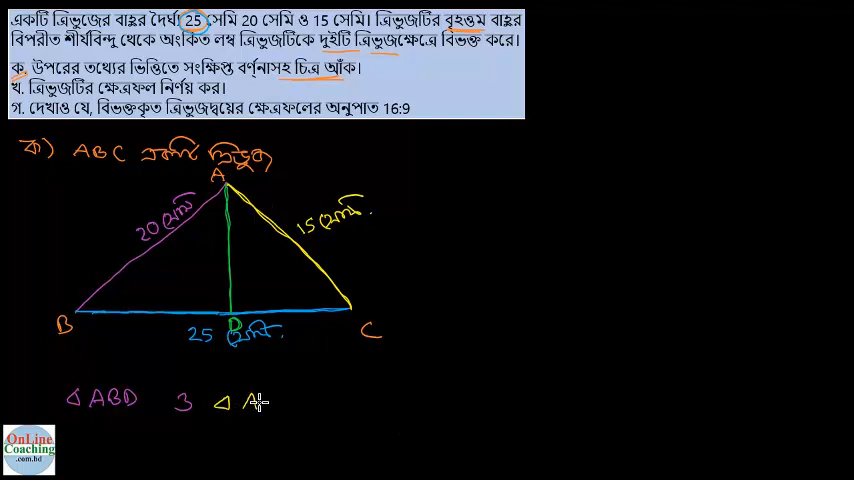 একটি ত্রিভুজের বাহুর দৈর্ঘ্য 25 সেমি 20 সেমি ও 15 সেমি। ত্রিভুজটির বৃহত্তম বাহুর
বিপরীত শীর্ষবিন্দু থেকে অংকিত লম্ব ত্রিভুজটিকে দুইটি ত্রিভুজক্ষেত্রে বিভক্ত করে।
ক. উপরের তথ্যের ভিত্তিতে সংক্ষিপ্ত বর্ণনাসহ চিত্র আঁক।
খ. ত্রিভুজটির ক্ষেত্রফল নির্ণয় কর।
গ. দেখাও যে, বিভক্তকৃত ত্রিভুজদ্বয়ের ক্ষেত্রফলের অনুপাত 16:9
ক) ABC একটি ত্রিভুজ
A
20 সেমি
15 সেমি.
B
D
C
25 সেমি.
△ ABD ও △ A
OnLine
Coaching
.com.bd